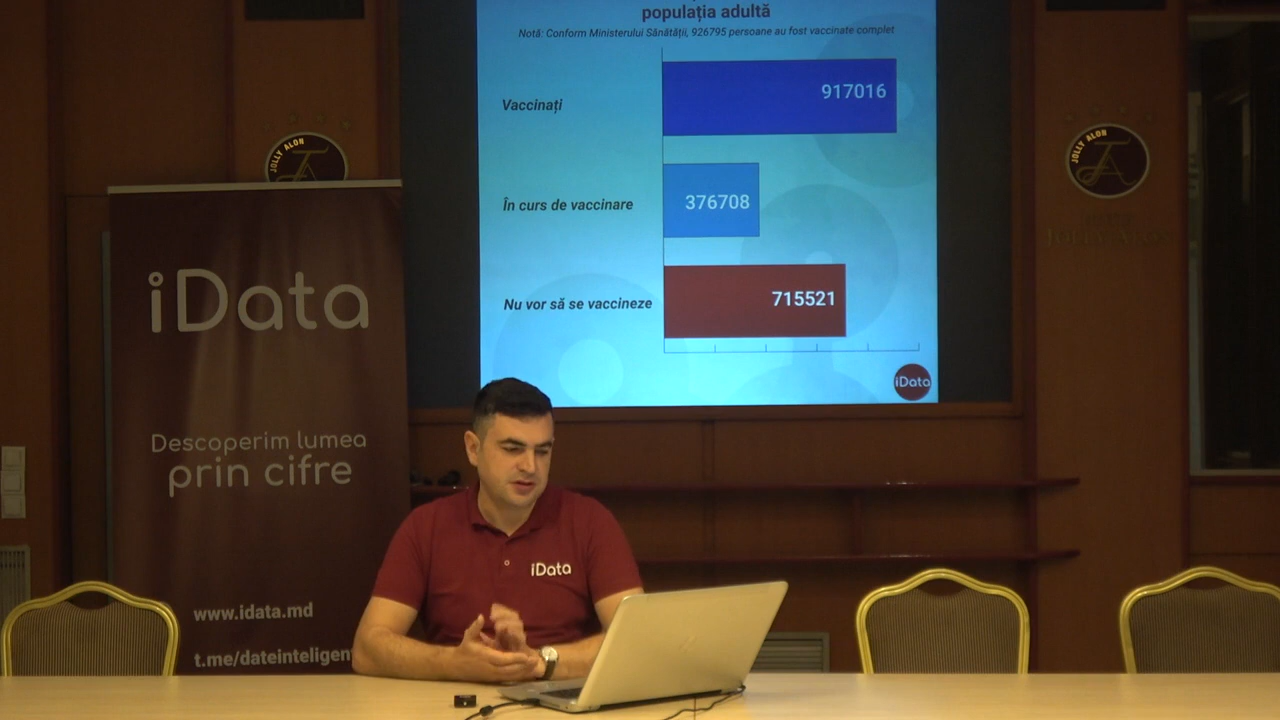 populația adultă
Notă: Conform Ministerului Sănătății, 926795 persoane au fost vaccinate complet
Vaccinați
917016
În curs de vaccinare
376708
Nu vor să se vaccineze
715521
iData
JOLLY ALON
JOLLY ALON
iData
Descoperim lumea
prin cifre
www.idata.md
t.me/dateinteligent
iData